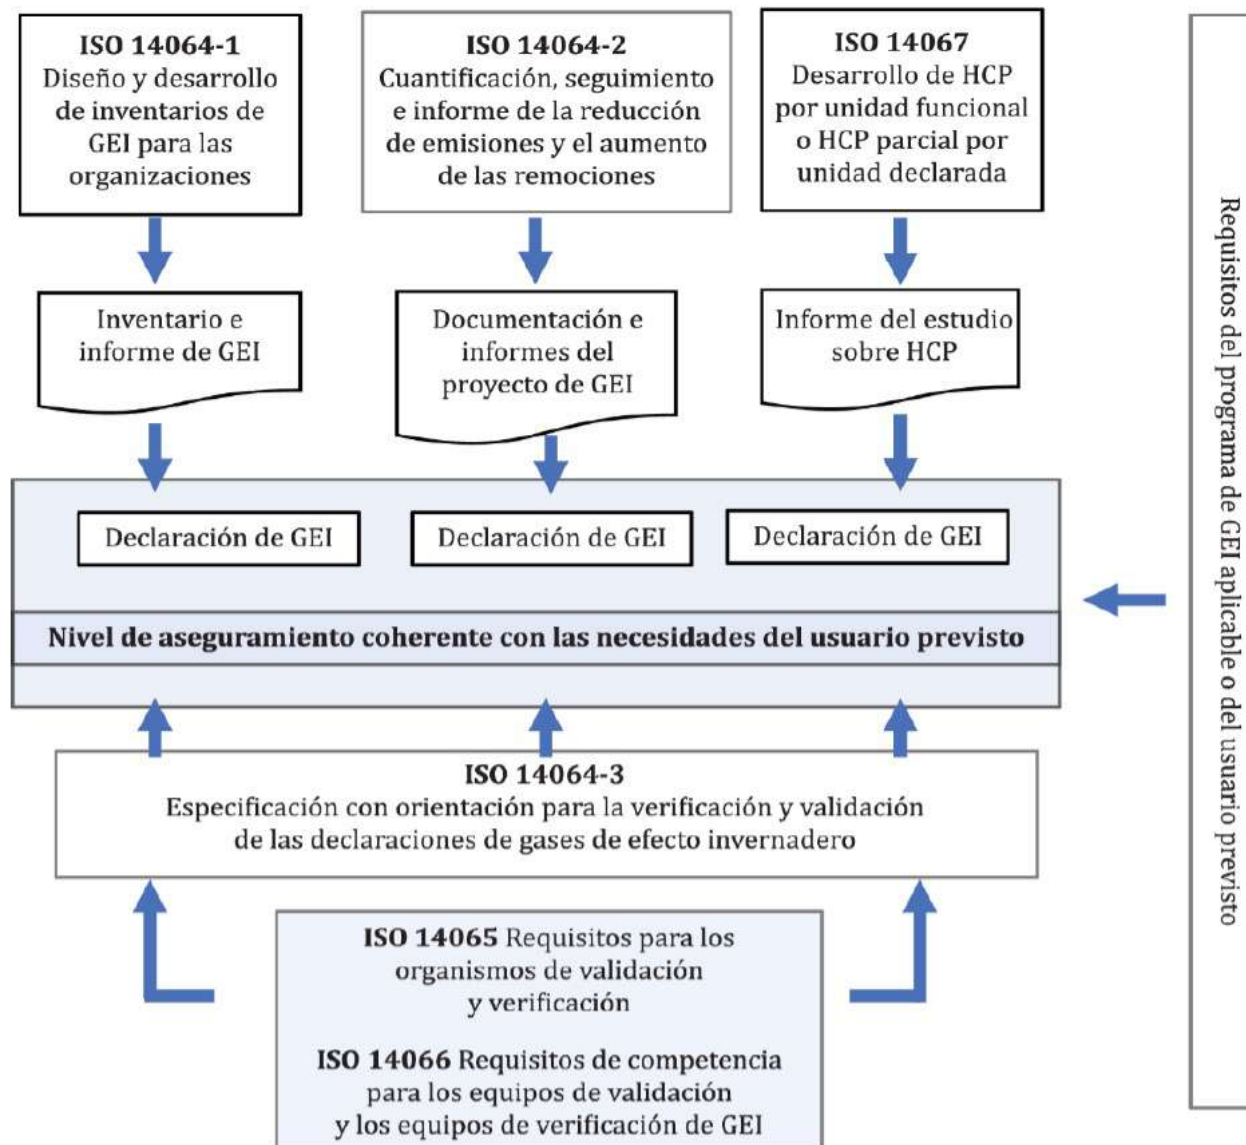 ISO 14064-1
Diseño y desarrollo
de inventarios de
GEI para las
organizaciones
ISO 14064-2
Cuantificación, seguimiento
e informe de la reducción
de emisiones y el aumento
de las remociones
ISO 14067
Desarrollo de HCP
por unidad funcional
o HCP parcial por
unidad declarada
Inventario e
informe de GEI
Documentación e
informes del
proyecto de GEI
Informe del estudio
sobre HCP
Declaración de GEI
Declaración de GEI
Declaración de GEI
Nivel de aseguramiento coherente con las necesidades del usuario previsto
ISO 14064-3
Especificación con orientación para la verificación y validación
de las declaraciones de gases de efecto invernadero
ISO 14065 Requisitos para los
organismos de validación
y verificación
ISO 14066 Requisitos de competencia
para los equipos de validación
y los equipos de verificación de GEI
Requisitos del programa de GEI aplicable o del usuario previsto